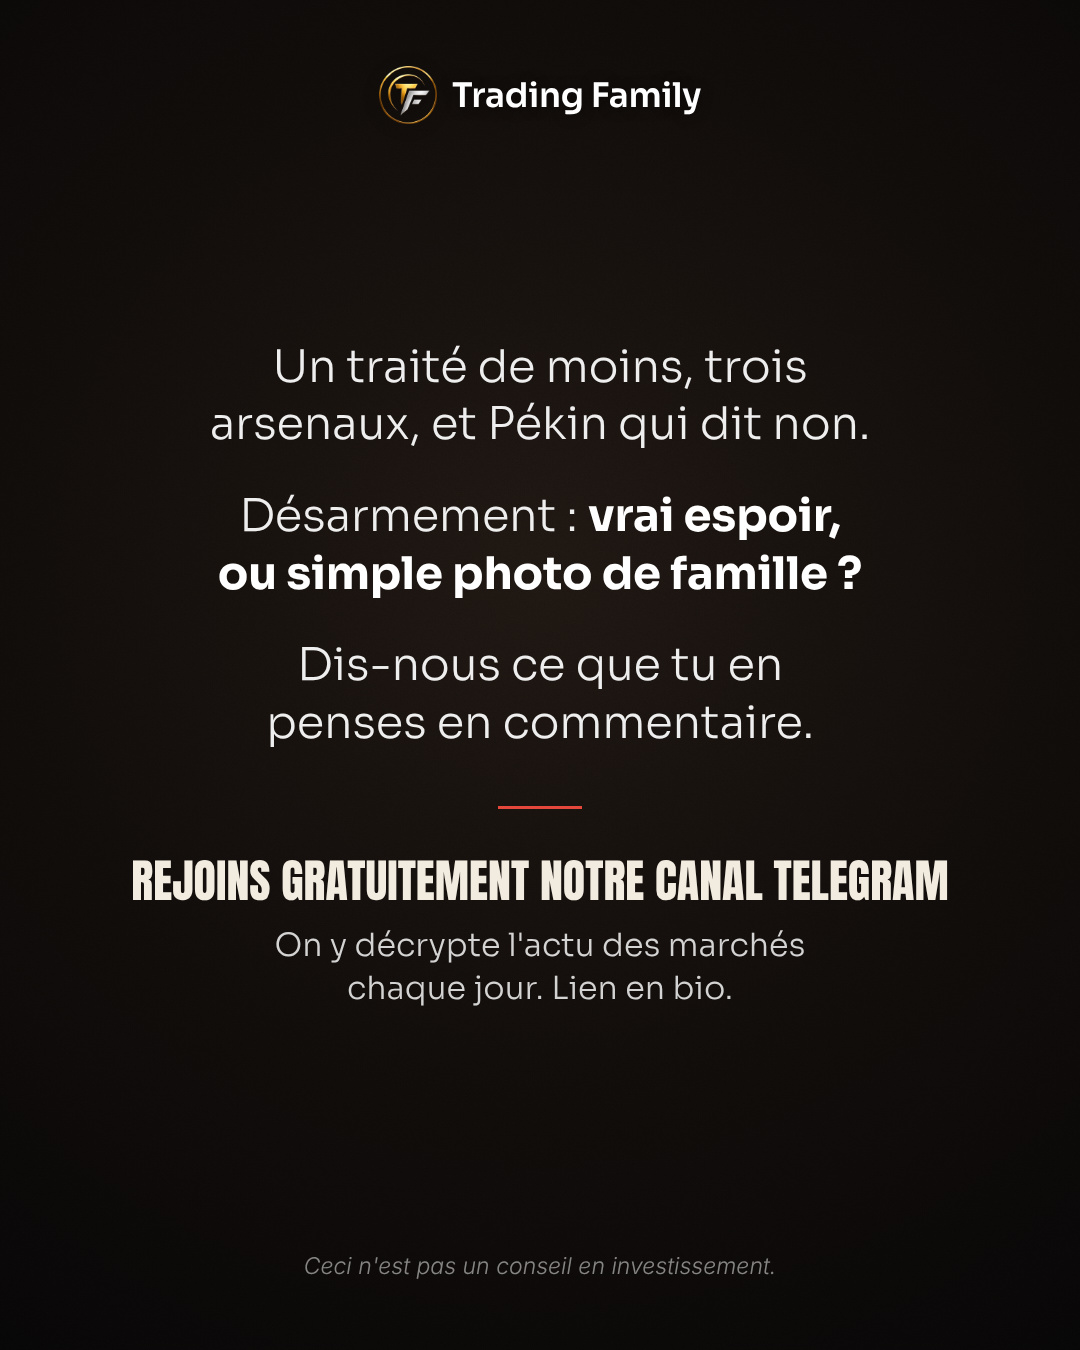 TF Trading Family
Un traité de moins, trois
arsenaux, et Pékin qui dit non.
Désarmement : vrai espoir,
ou simple photo de famille ?
Dis-nous ce que tu en
penses en commentaire.
REJOINS GRATUITEMENT NOTRE CANAL TELEGRAM
On y décrypte l'actu des marchés
chaque jour. Lien en bio.
Ceci n'est pas un conseil en investissement.